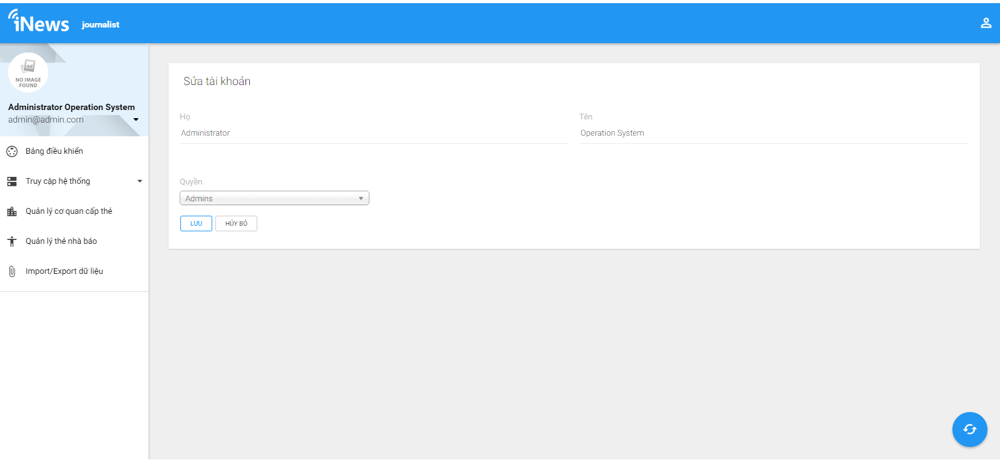 iNews journalist
NO IMAGE
FOUND
Administrator Operation System
admin@admin.com
Bảng điều khiển
Truy cập hệ thống
Quản lý cơ quan cấp thẻ
Quản lý thẻ nhà báo
Import/Export dữ liệu
Sửa tài khoản
Họ
Administrator
Tên
Operation System
Quyền
Admins
LƯU
HỦY BỎ